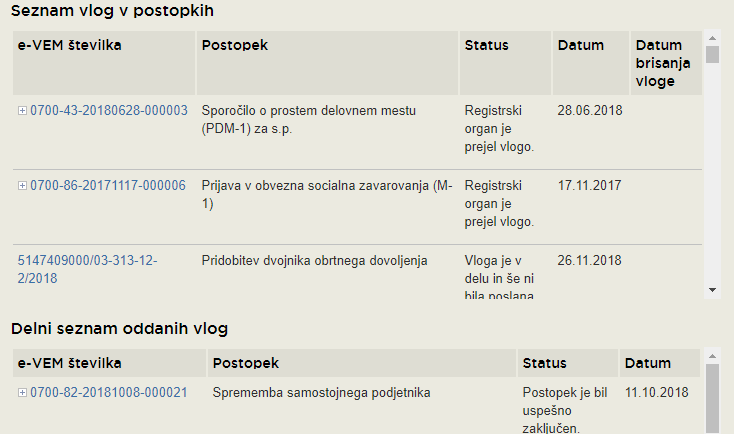 Seznam vlog v postopkih
e-VEM številka Postopek Status Datum Datum
brisanja
vloge
0700-43-20180628-000003 Sporočilo o prostem delovnem mestu Registrski 28.06.2018
(PDM-1) za s.p. organ je
prejel vlogo.
0700-86-20171117-000006 Prijava v obvezna socialna zavarovanja (M- Registrski 17.11.2017
1) organ je
prejel vlogo.
5147409000/03-313-12- Pridobitev dvojnika obrtnega dovoljenja Vloga je v 26.11.2018
2/2018 delu in še ni
bila poslana
Delni seznam oddanih vlog
e-VEM številka Postopek Status Datum
0700-82-20181008-000021 Sprememba samostojnega podjetnika Postopek je bil 11.10.2018
uspešno
zaključen.